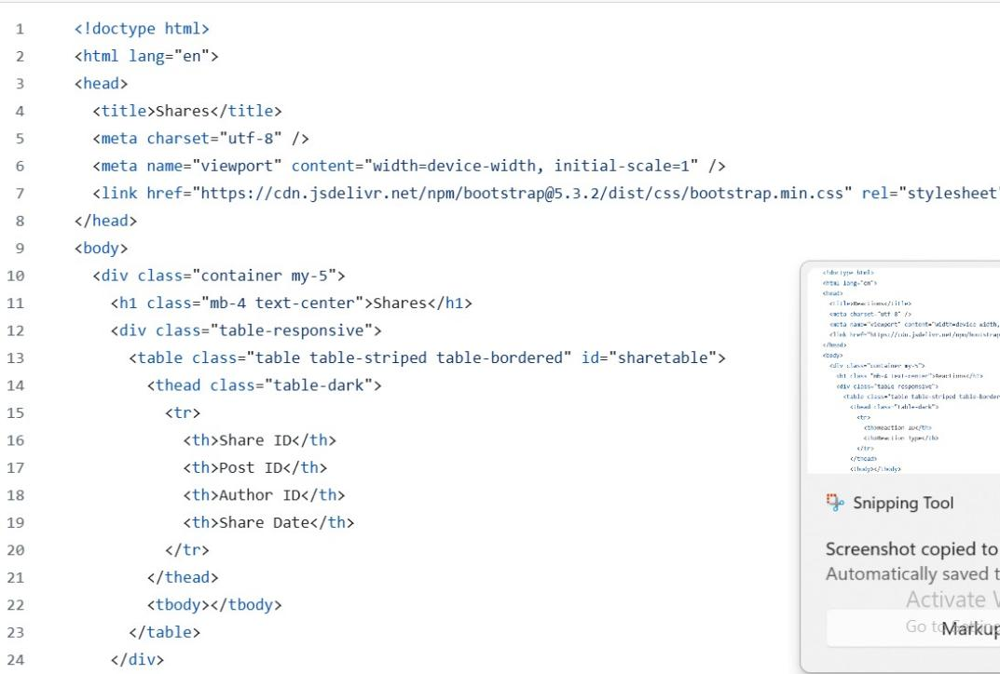 1 <!doctype html>
2 <html lang="en">
3 <head>
4 <title>Shares</title>
5 <meta charset="utf-8" />
6 <meta name="viewport" content="width=device-width, initial-scale=1" />
7 <link href="https://cdn.jsdelivr.net/npm/bootstrap@5.3.2/dist/css/bootstrap.min.css" rel="stylesheet"
8 </head>
9 <body>
10 <div class="container my-5">
11 <h1 class="mb-4 text-center">Shares</h1>
12 <div class="table-responsive">
13 <table class="table table-striped table-bordered" id="sharetable">
14 <thead class="table-dark">
15 <tr>
16 <th>Share ID</th>
17 <th>Post ID</th>
18 <th>Author ID</th>
19 <th>Share Date</th>
20 </tr>
21 </thead>
22 <tbody></tbody>
23 </table>
24 </div>
<!doctype html>
<html lang="en">
<head>
<title>Reactions</title>
<meta charset="utf-8" />
<meta name="viewport" content="width=device-width,
<link href="https://cdn.jsdelivr.net/npm/bootstrap
</head>
<body>
<div class="container my-5">
<h1 class="mb-4 text-center">Reactions</h1>
<div class="table-responsive">
<table class="table table-striped table-border
<thead class="table-dark">
<tr>
<th>Reaction ID</th>
<th>Reaction Type</th>
</tr>
</thead>
<tbody></tbody>
Snipping Tool
Screenshot copied to
Automatically saved t
Activate
Go to
Markup